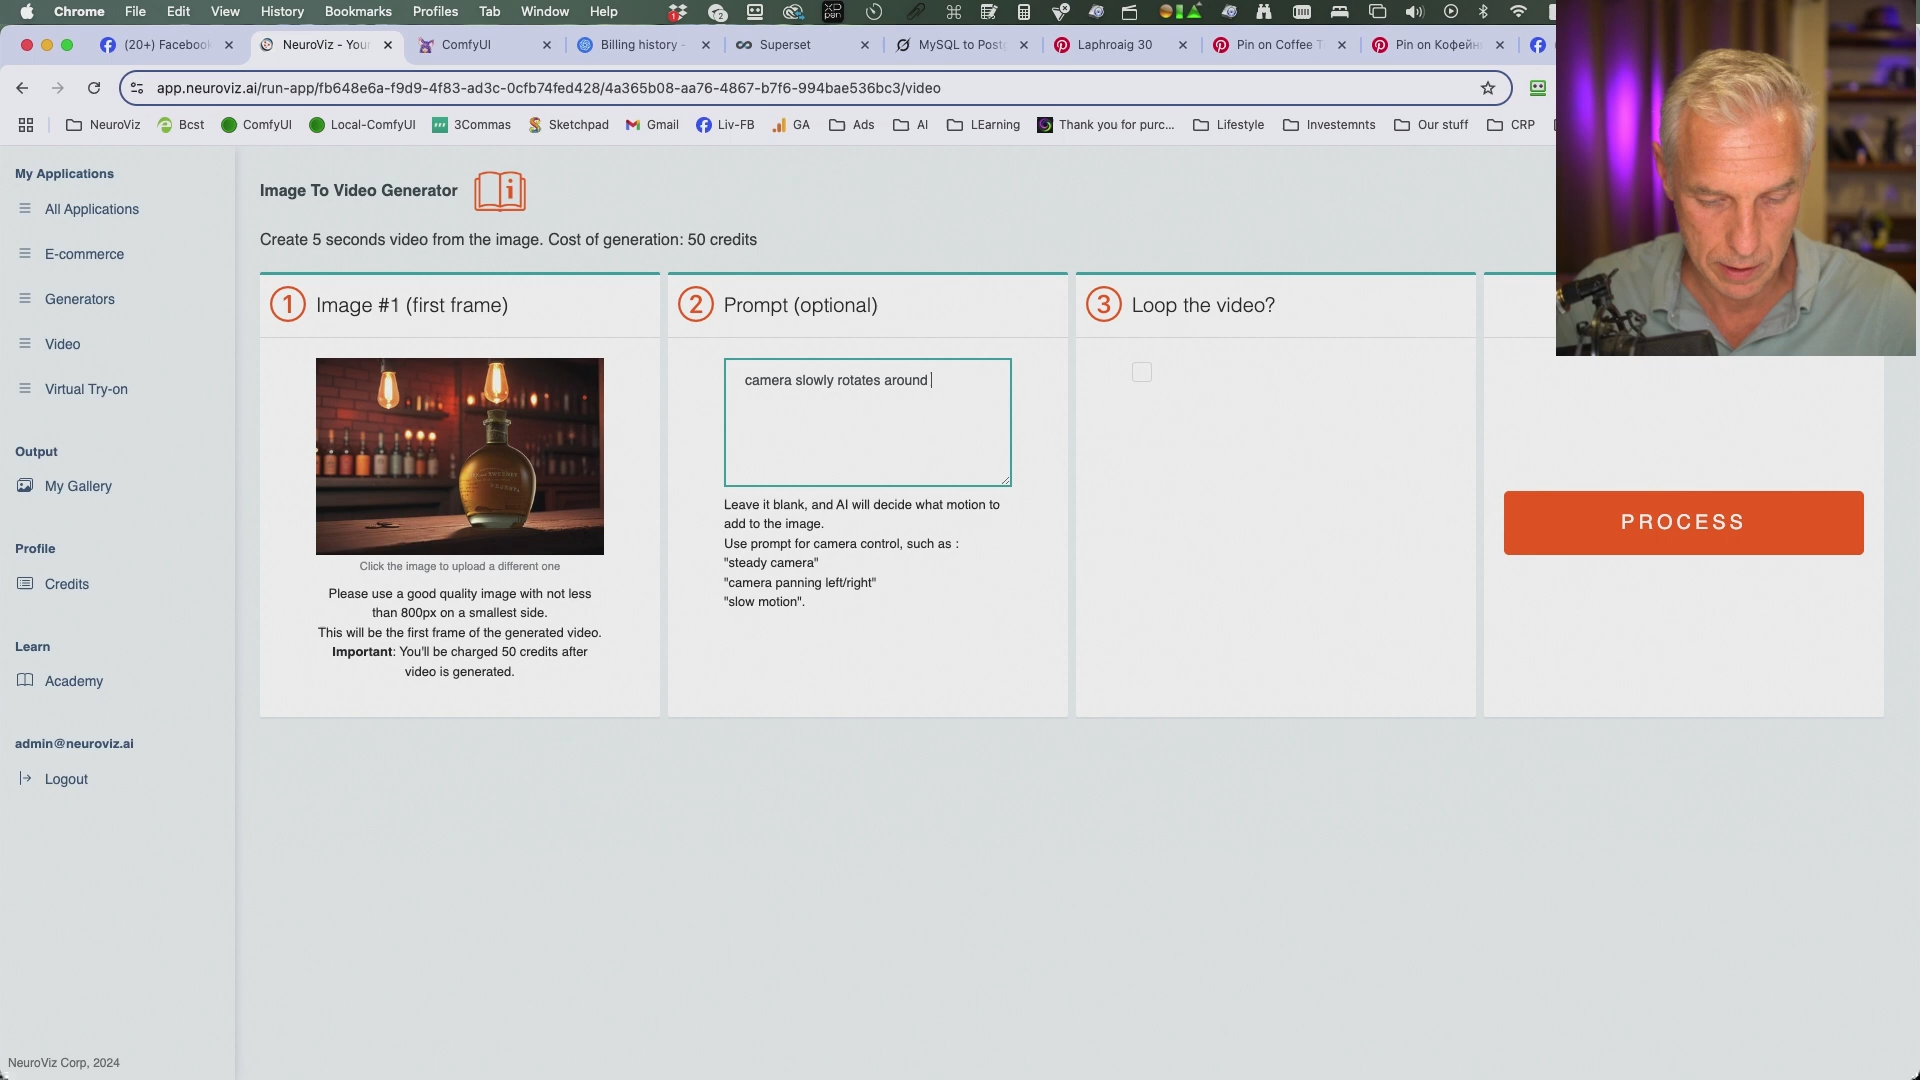 Chrome File Edit View History Bookmarks Profiles Tab Window Help
(20+) Facebook
NeuroViz - Your
ComfyUI
Billing history -
Superset
MySQL to Postg
Laphroaig 30
Pin on Coffee T
Pin on Кофейн
app.neuroviz.ai/run-app/fb648e6a-f9d9-4f83-ad3c-0cfb74fed428/4a365b08-aa76-4867-b7f6-994bae536bc3/video
NeuroViz Bcst ComfyUI Local-ComfyUI 3Commas Sketchpad Gmail Liv-FB GA Ads AI LEarning Thank you for purc... Lifestyle Investemnts Our stuff CRP
My Applications
All Applications
E-commerce
Generators
Video
Virtual Try-on
Output
My Gallery
Profile
Credits
Learn
Academy
admin@neuroviz.ai
Logout
NeuroViz Corp, 2024
Image To Video Generator
Create 5 seconds video from the image. Cost of generation: 50 credits
1 Image #1 (first frame)
Click the image to upload a different one
Please use a good quality image with not less
than 800px on a smallest side.
This will be the first frame of the generated video.
Important: You'll be charged 50 credits after
video is generated.
2 Prompt (optional)
camera slowly rotates around
Leave it blank, and AI will decide what motion to
add to the image.
Use prompt for camera control, such as :
"steady camera"
"camera panning left/right"
"slow motion".
3 Loop the video?
PROCESS